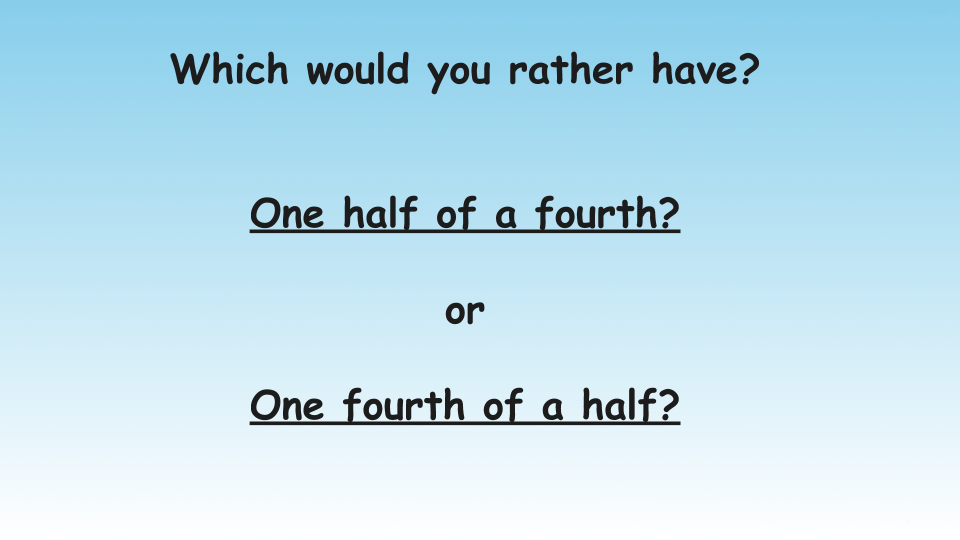 Which would you rather have?
One half of a fourth?
or
One fourth of a half?